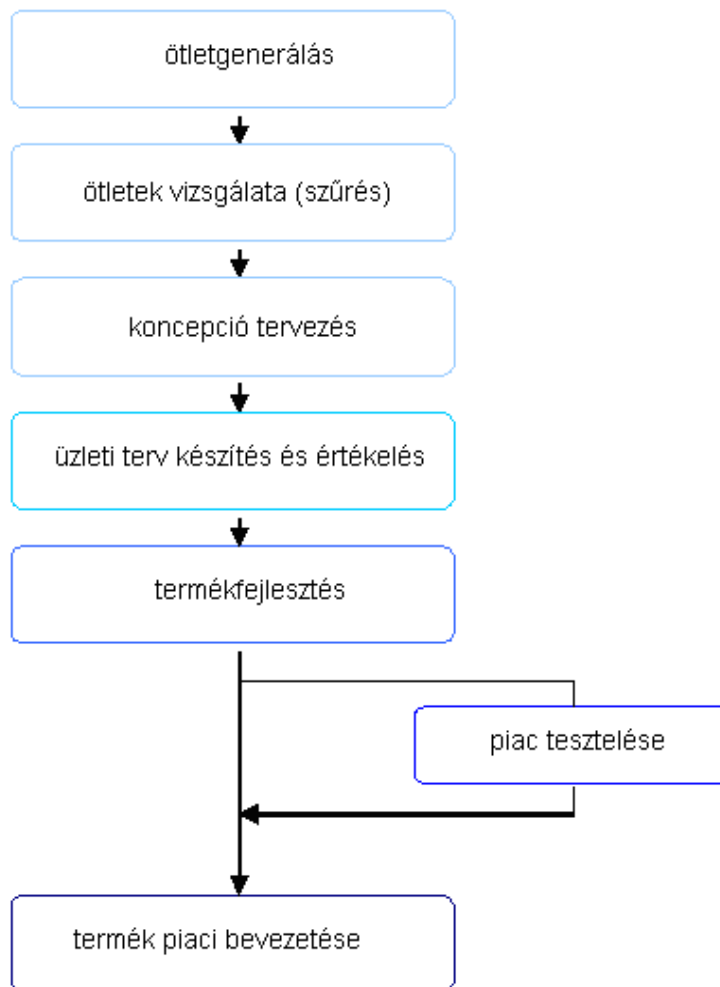 ötletgenerálás
ötletek vizsgálata (szűrés)
koncepció tervezés
üzleti terv készítés és értékelés
termékfejlesztés
piac tesztelése
termék piaci bevezetése